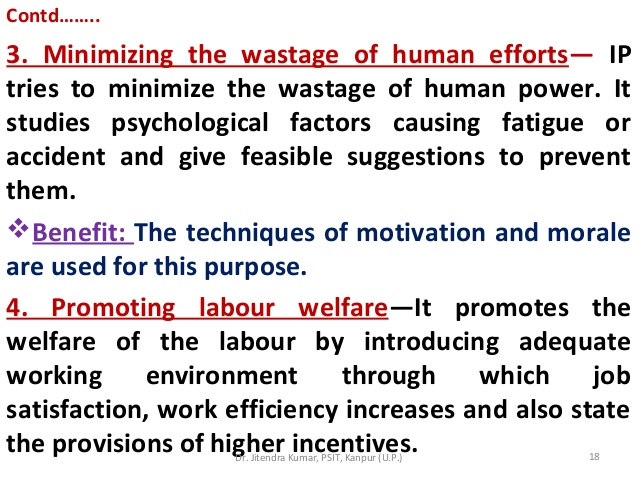 Contd……..
3. Minimizing the wastage of human efforts— IP
tries to minimize the wastage of human power. It
studies psychological factors causing fatigue or
accident and give feasible suggestions to prevent
them.
❖Benefit: The techniques of motivation and morale
are used for this purpose.
4. Promoting labour welfare—It promotes the
welfare of the labour by introducing adequate
working environment through which job
satisfaction, work efficiency increases and also state
the provisions of higher incentives.
Dr. Jitendra Kumar, PSIT, Kanpur (U.P.)
18